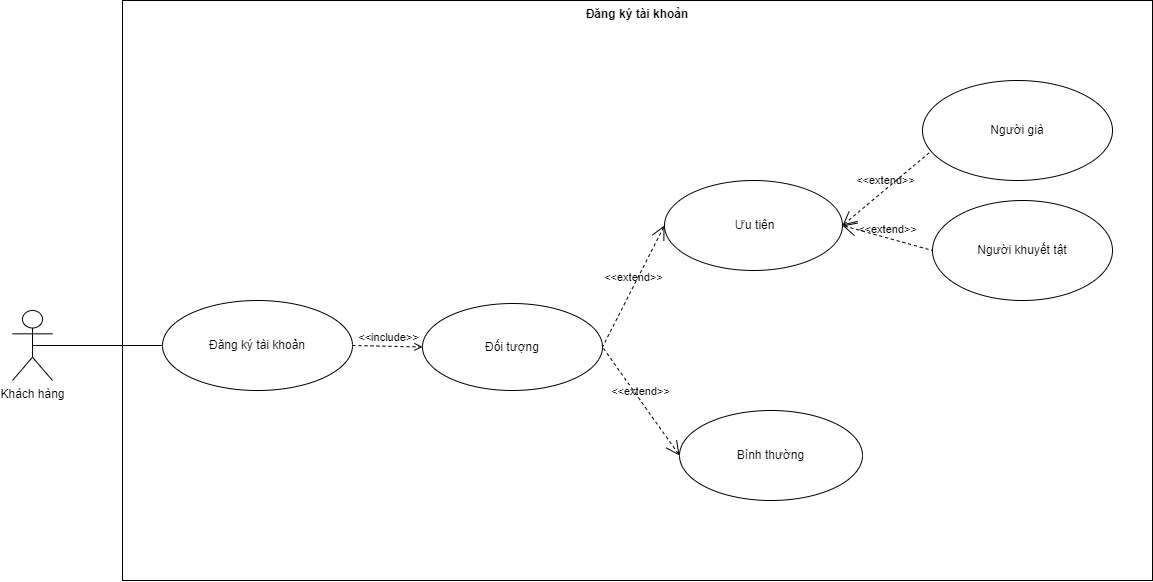 Đăng ký tài khoản
Người già
<<extend>>
Ưu tiên
<<extend>>
Người khuyết tật
<<extend>>
Đăng ký tài khoản
<<include>>
Đối tượng
Khách hàng
<<extend>>
Bình thường